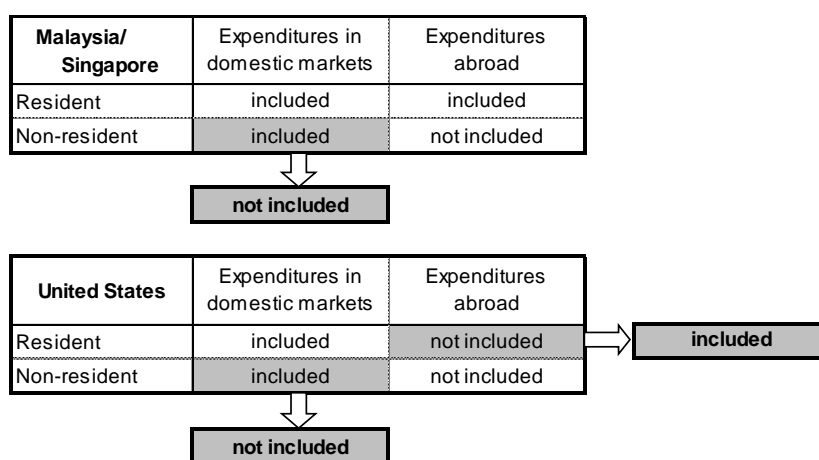 Malaysia/ Expenditures in Expenditures
Singapore domestic markets abroad
Resident included included
Non-resident included not included
not included
United States Expenditures in Expenditures
domestic markets abroad
Resident included not included included
Non-resident included not included
not included